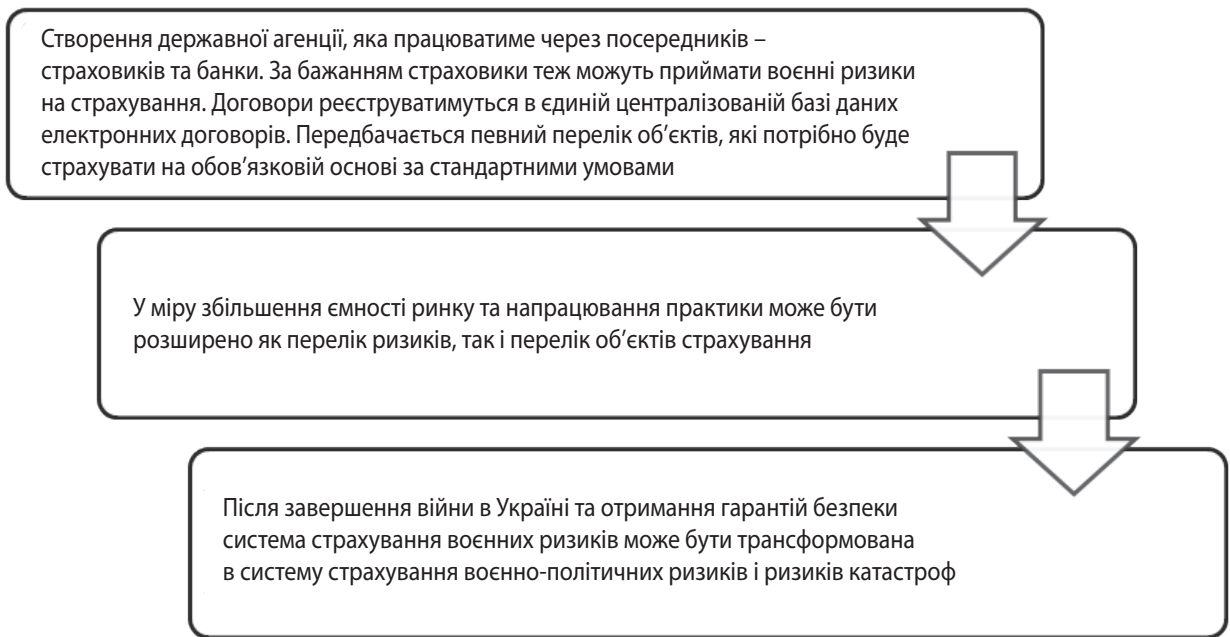 Створення державної агенції, яка працюватиме через посередників –
страховиків та банки. За бажанням страховики теж можуть приймати воєнні ризики
на страхування. Договори реєструватимуться в єдиній централізованій базі даних
електронних договорів. Передбачається певний перелік об’єктів, які потрібно буде
страхувати на обов’язковій основі за стандартними умовами
У міру збільшення ємності ринку та напрацювання практики може бути
розширено як перелік ризиків, так і перелік об’єктів страхування
Після завершення війни в Україні та отримання гарантій безпеки
система страхування воєнних ризиків може бути трансформована
в систему страхування воєнно-політичних ризиків і ризиків катастроф